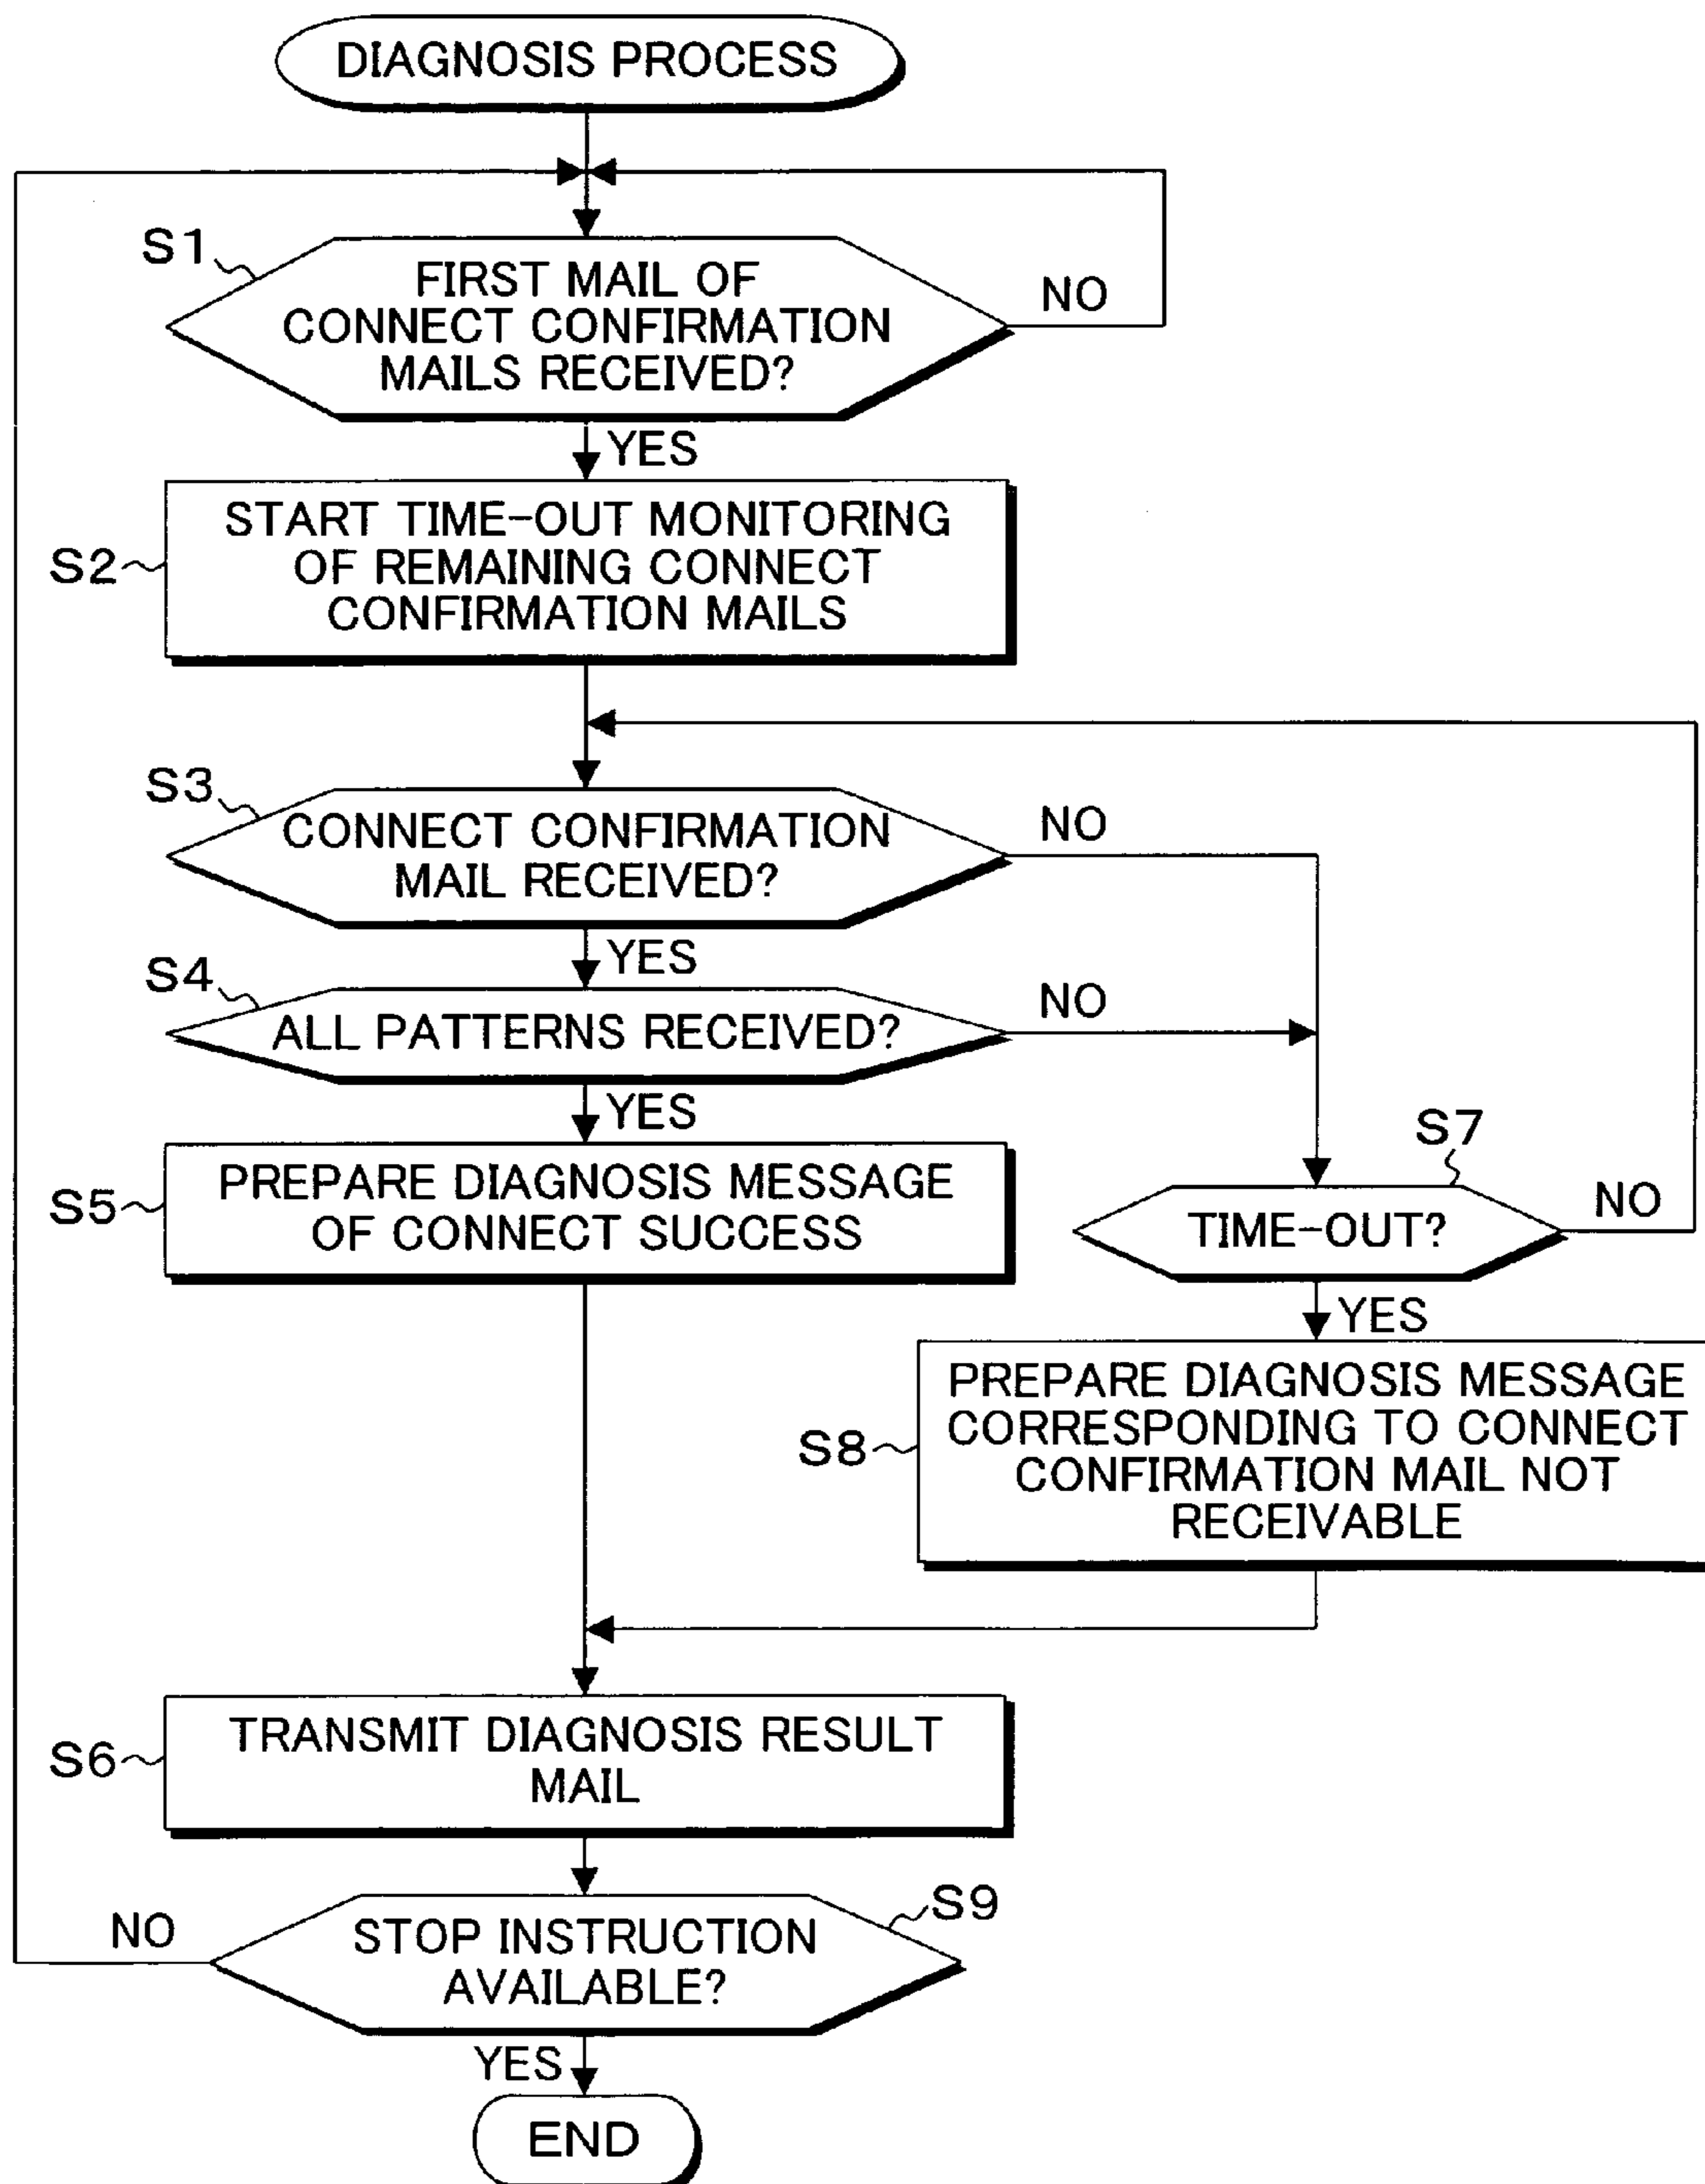 DIAGNOSIS PROCESS
S1
FIRST MAIL OF
CONNECT CONFIRMATION
MAILS RECEIVED?
NO
YES
S2
START TIME-OUT MONITORING
OF REMAINING CONNECT
CONFIRMATION MAILS
S3
CONNECT CONFIRMATION
MAIL RECEIVED?
NO
YES
S4
ALL PATTERNS RECEIVED?
NO
YES
S5
PREPARE DIAGNOSIS MESSAGE
OF CONNECT SUCCESS
S7
TIME-OUT?
NO
YES
S8
PREPARE DIAGNOSIS MESSAGE
CORRESPONDING TO CONNECT
CONFIRMATION MAIL NOT
RECEIVABLE
S6
TRANSMIT DIAGNOSIS RESULT
MAIL
S9
STOP INSTRUCTION
AVAILABLE?
NO
YES
END